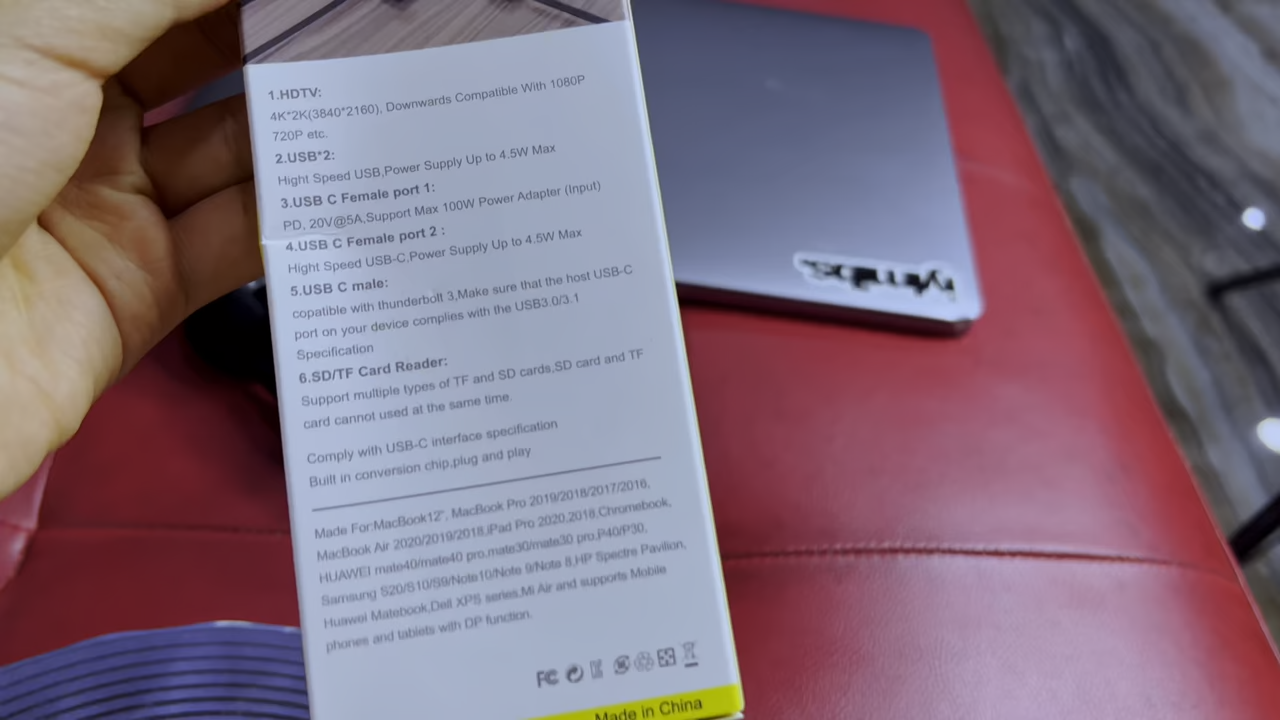 1.HDTV:
4K*2K(3840*2160), Downwards Compatible With 1080P
720P etc.
2.USB*2:
Hight Speed USB,Power Supply Up to 4.5W Max
3.USB C Female port 1:
PD, 20V@5A,Support Max 100W Power Adapter (Input)
4.USB C Female port 2 :
Hight Speed USB-C,Power Supply Up to 4.5W Max
5.USB C male:
copatible with thunderbolt 3,Make sure that the host USB-C
port on your device complies with the USB3.0/3.1
Specification
6.SD/TF Card Reader:
Support multiple types of TF and SD cards,SD card and TF
card cannot used at the same time.
Comply with USB-C interface specification
Built in conversion chip,plug and play
Made For:MacBook12", MacBook Pro 2019/2018/2017/2016,
MacBook Air 2020/2019/2018,iPad Pro 2020,2018,Chromebook,
HUAWEI mate40/mate40 pro,mate30/mate30 pro,P40/P30,
Samsung S20/S10/S9/Note10/Note 9/Note 8,HP Spectre Pavilion,
Huawei Matebook,Dell XPS series,Mi Air and supports Mobile
phones and tablets with DP function.
FC
Made in China